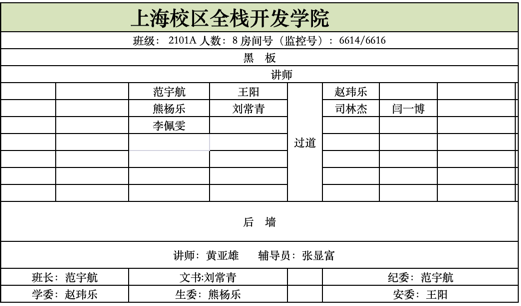 上海校区全栈开发学院
班级： 2101A 人数：8 房间号（监控号）：6614/6616
黑 板
讲师
范宇航 王阳 赵玮乐
熊杨乐 刘常青 司林杰 闫一博
李佩雯
过道
后 墙
讲师：黄亚雄 辅导员：张显富
班长：范宇航 文书:刘常青 纪委：范宇航
学委：赵玮乐 生委：熊杨乐 安委：王阳